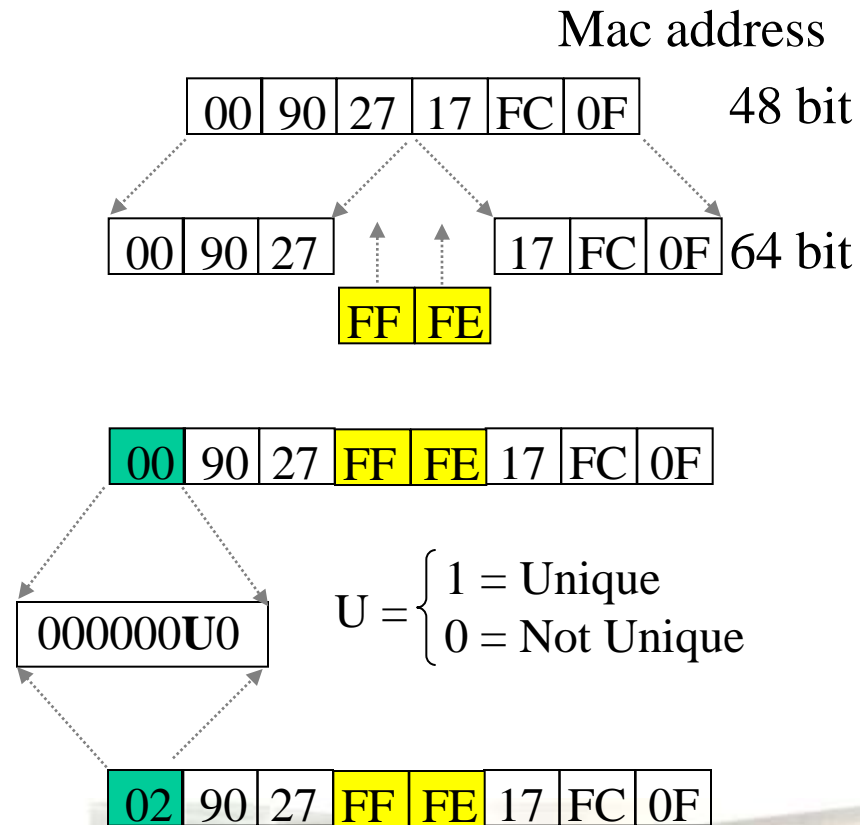 Mac address
00 90 27 17 FC 0F 48 bit
00 90 27 17 FC 0F 64 bit
FF FE
00 90 27 FF FE 17 FC 0F
1 = Unique
U =
000000U0
0 = Not Unique
02 90 27 FF FE 17 FC 0F